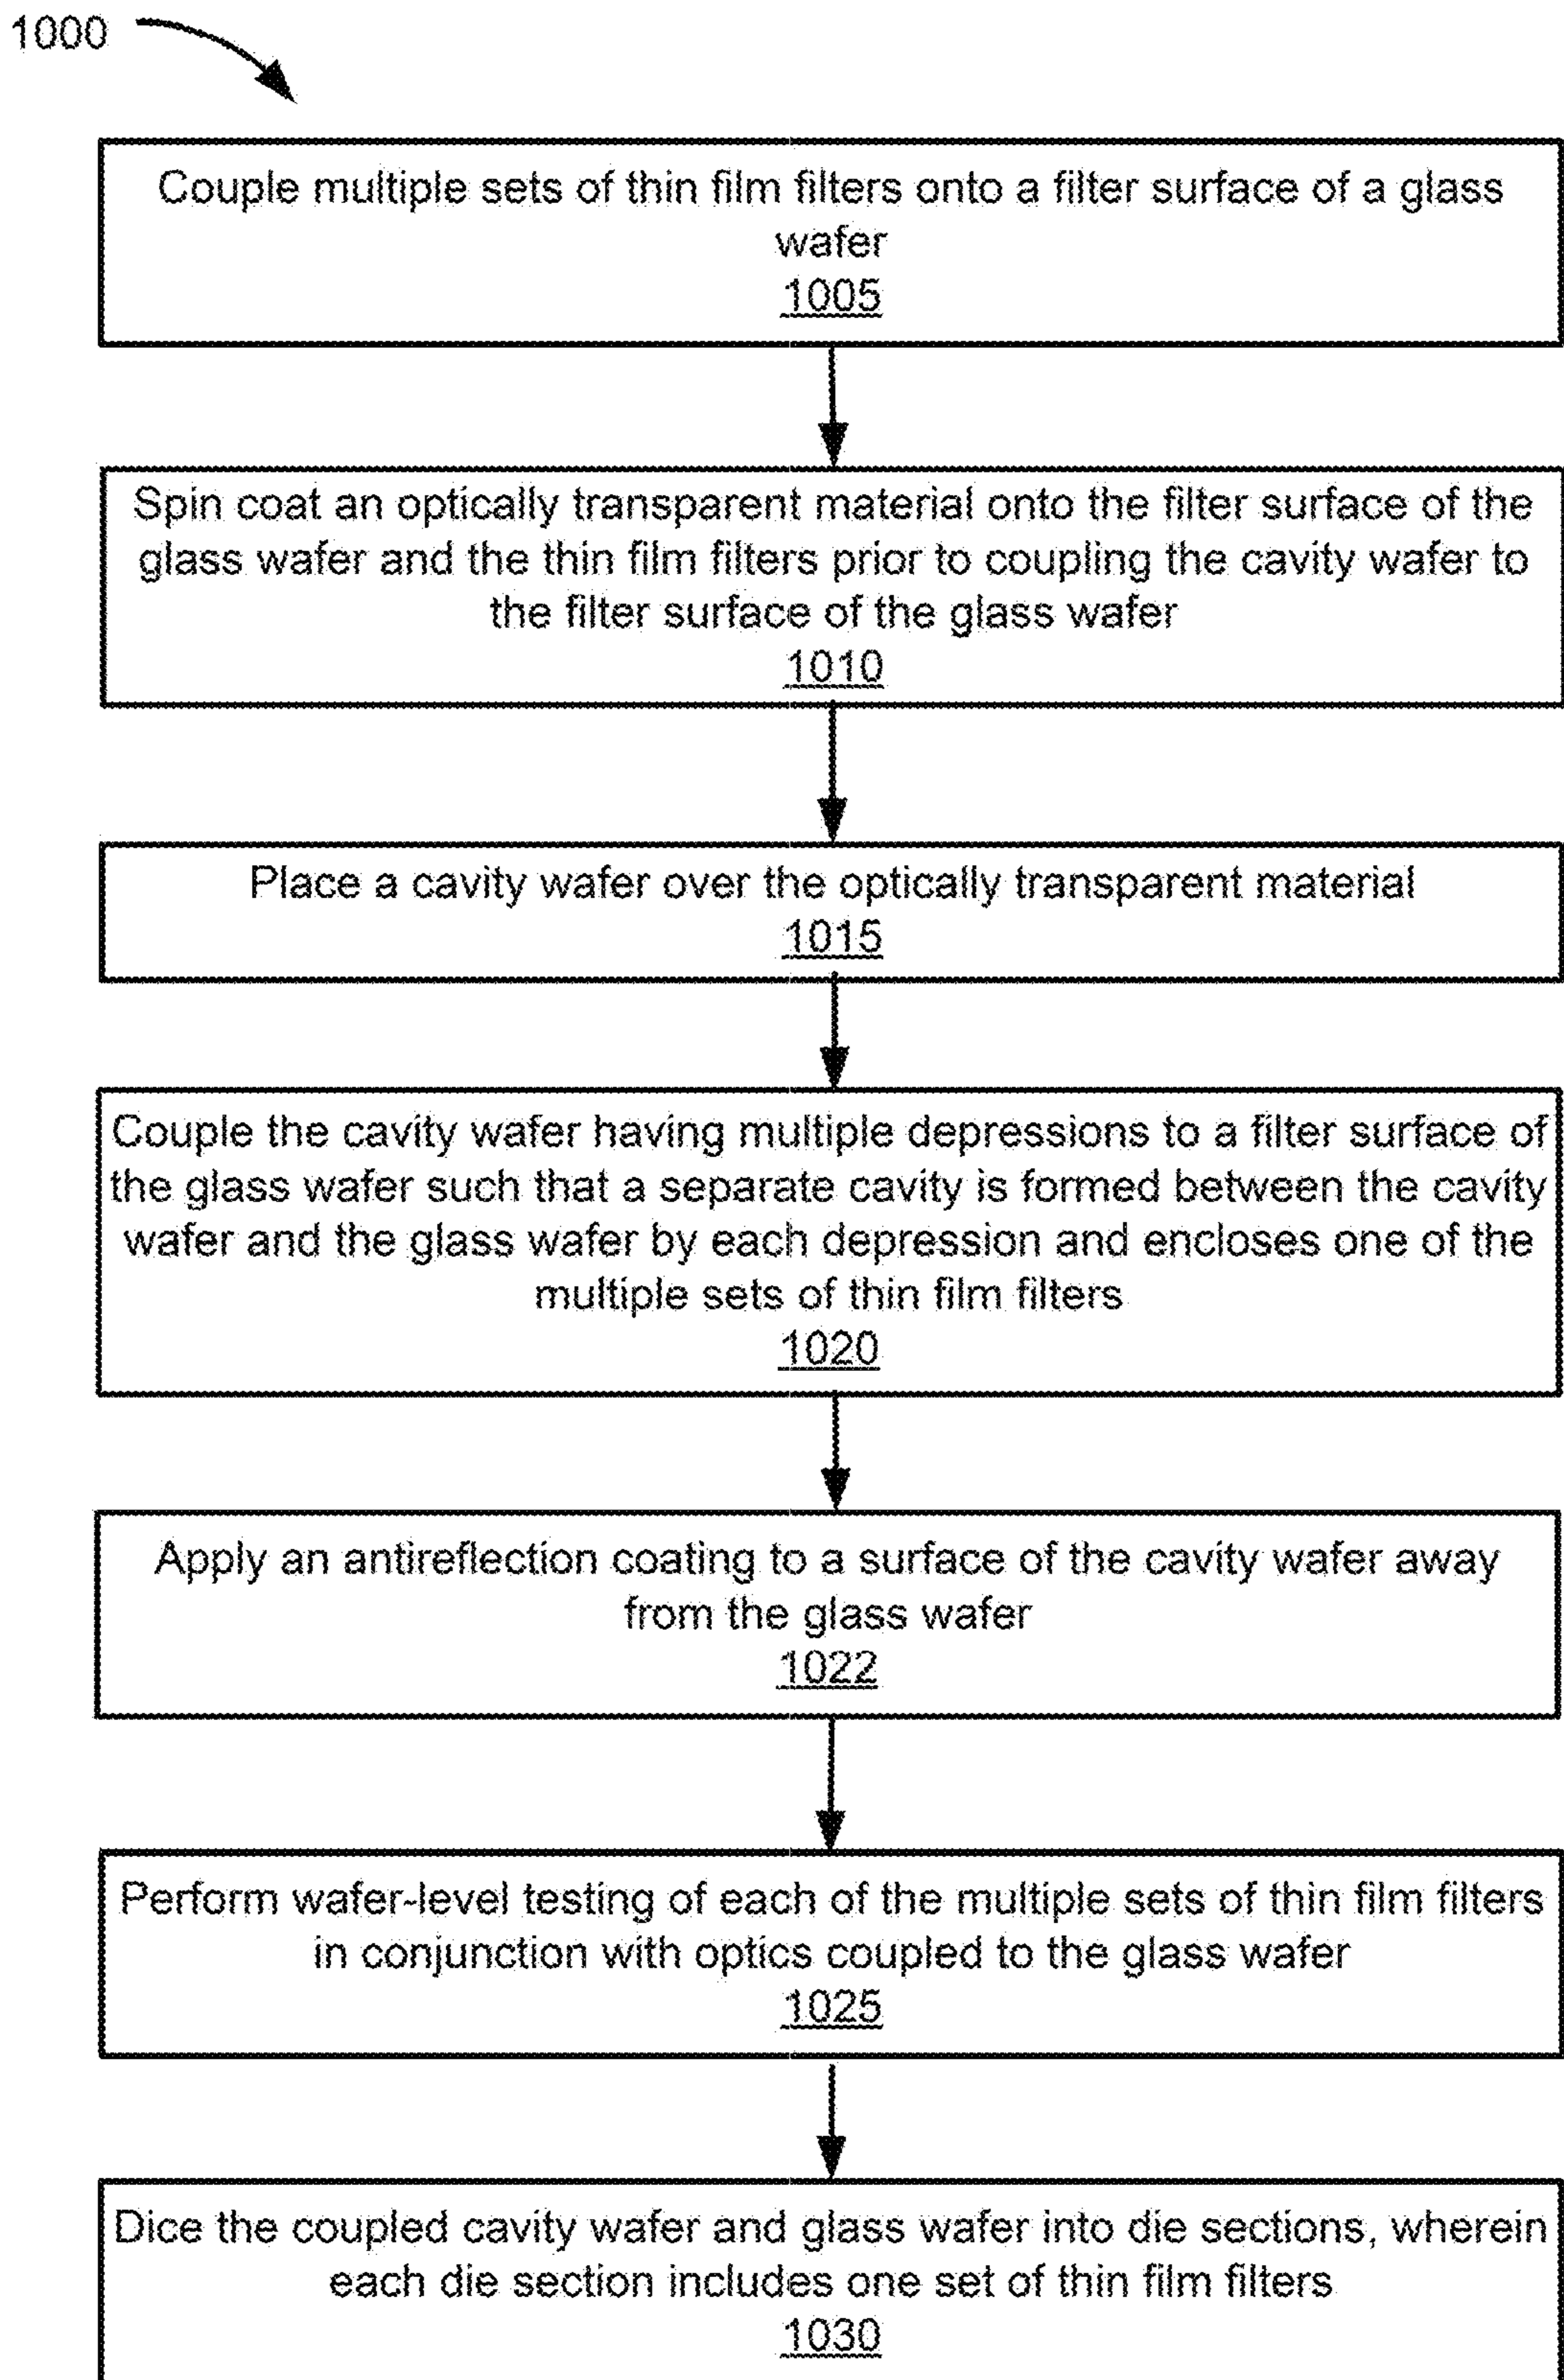 1000
Couple multiple sets of thin film filters onto a filter surface of a glass
wafer
1005
Spin coat an optically transparent material onto the filter surface of the
glass wafer and the thin film filters prior to coupling the cavity wafer to
the filter surface of the glass wafer
1010
Place a cavity wafer over the optically transparent material
1015
Couple the cavity wafer having multiple depressions to a filter surface of
the glass wafer such that a separate cavity is formed between the cavity
wafer and the glass wafer by each depression and encloses one of the
multiple sets of thin film filters
1020
Apply an antireflection coating to a surface of the cavity wafer away
from the glass wafer
1022
Perform wafer-level testing of each of the multiple sets of thin film filters
in conjunction with optics coupled to the glass wafer
1025
Dice the coupled cavity wafer and glass wafer into die sections, wherein
each die section includes one set of thin film filters
1030